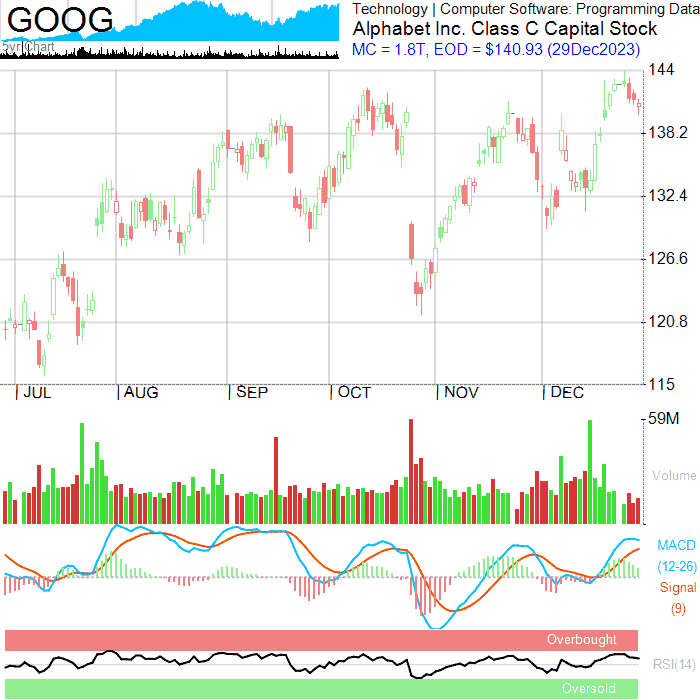 GOOG
5yr Chart
Technology | Computer Software: Programming Data
Alphabet Inc. Class C Capital Stock
MC = 1.8T, EOD = $140.93 (29Dec2023)
144
138.2
132.4
126.6
120.8
115
JUL AUG SEP OCT NOV DEC
59M
Volume
MACD
(12-26)
Signal
(9)
Overbought
RSI(14)
Oversold